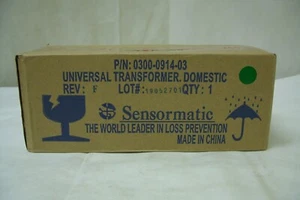 P/N: 0300-0914-03
UNIVERSAL TRANSFORMER. DOMESTIC
REV: F LOT#: QTY: 1
Sensormatic
THE WORLD LEADER IN LOSS PREVENTION
MADE IN CHINA